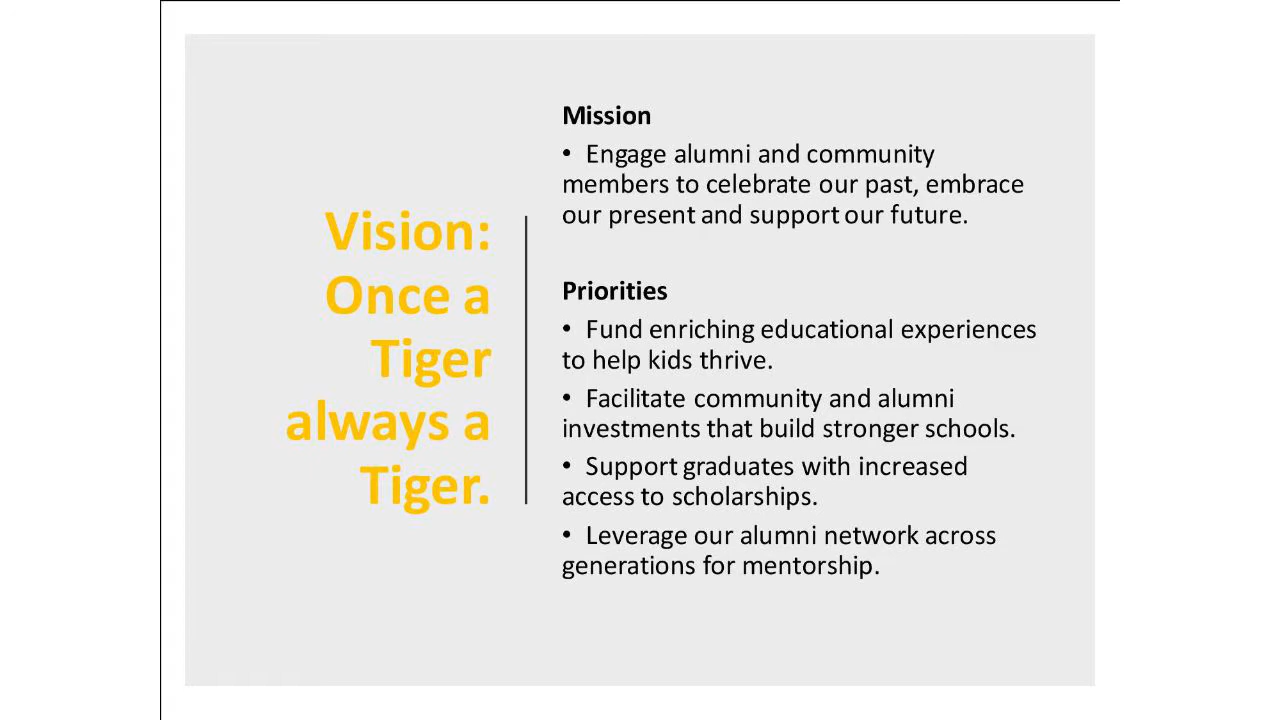 Vision:
Once a
Tiger
always a
Tiger.
Mission
• Engage alumni and community
members to celebrate our past, embrace
our present and support our future.
Priorities
• Fund enriching educational experiences
to help kids thrive.
• Facilitate community and alumni
investments that build stronger schools.
• Support graduates with increased
access to scholarships.
• Leverage our alumni network across
generations for mentorship.